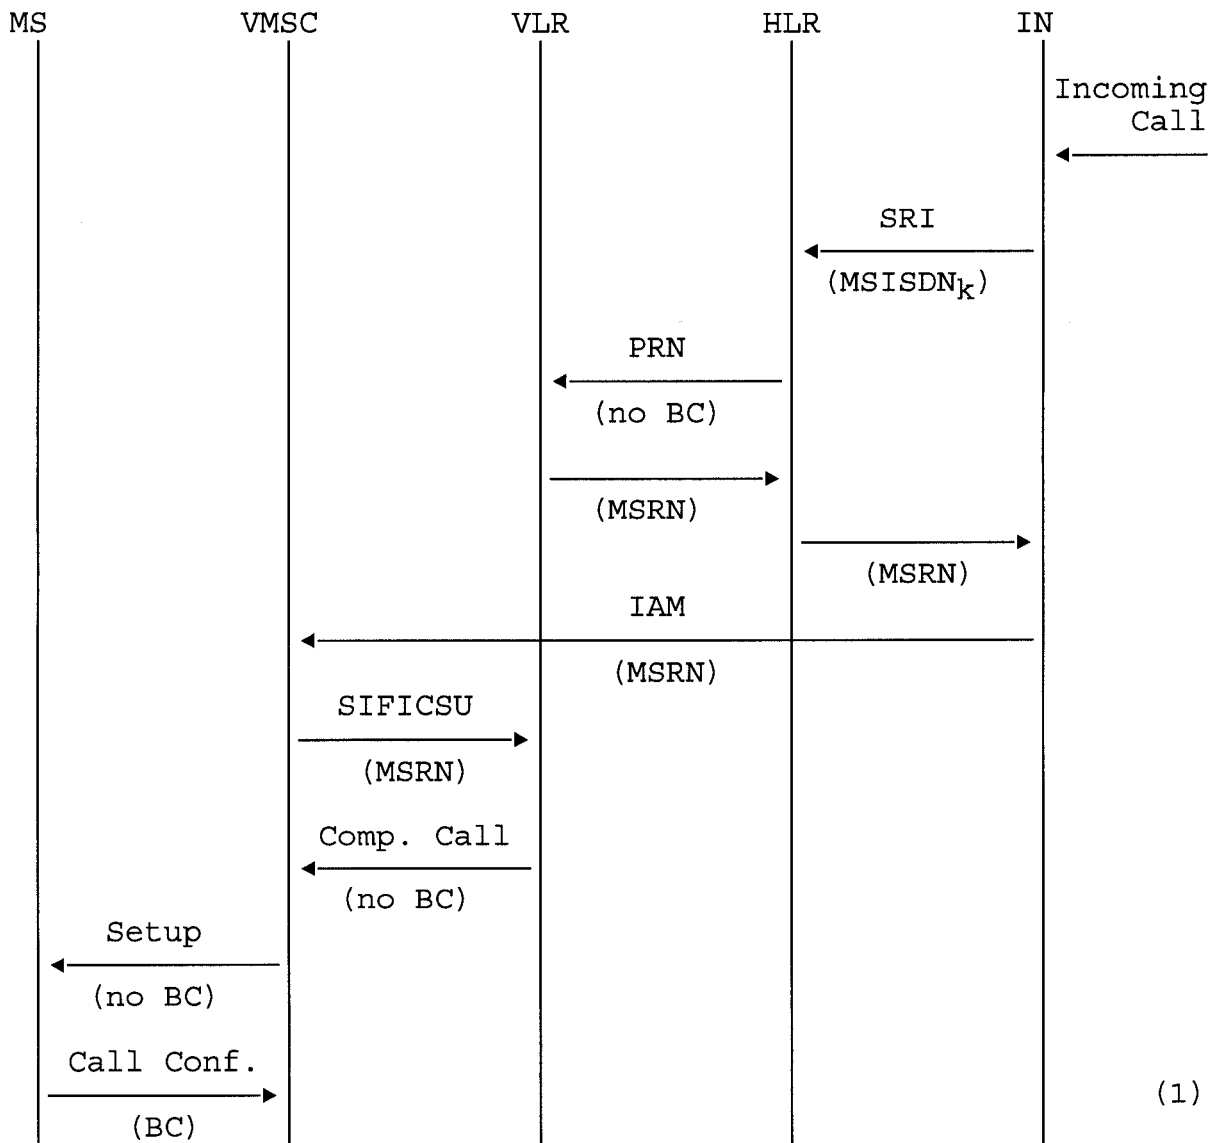 MS VMSC VLR HLR IN
Incoming
Call
SRI
(MSISDNk)
PRN
(no BC)
(MSRN)
(MSRN)
IAM
(MSRN)
SIFICSU
(MSRN)
Comp. Call
(no BC)
Setup
(no BC)
Call Conf.
(1)
(BC)